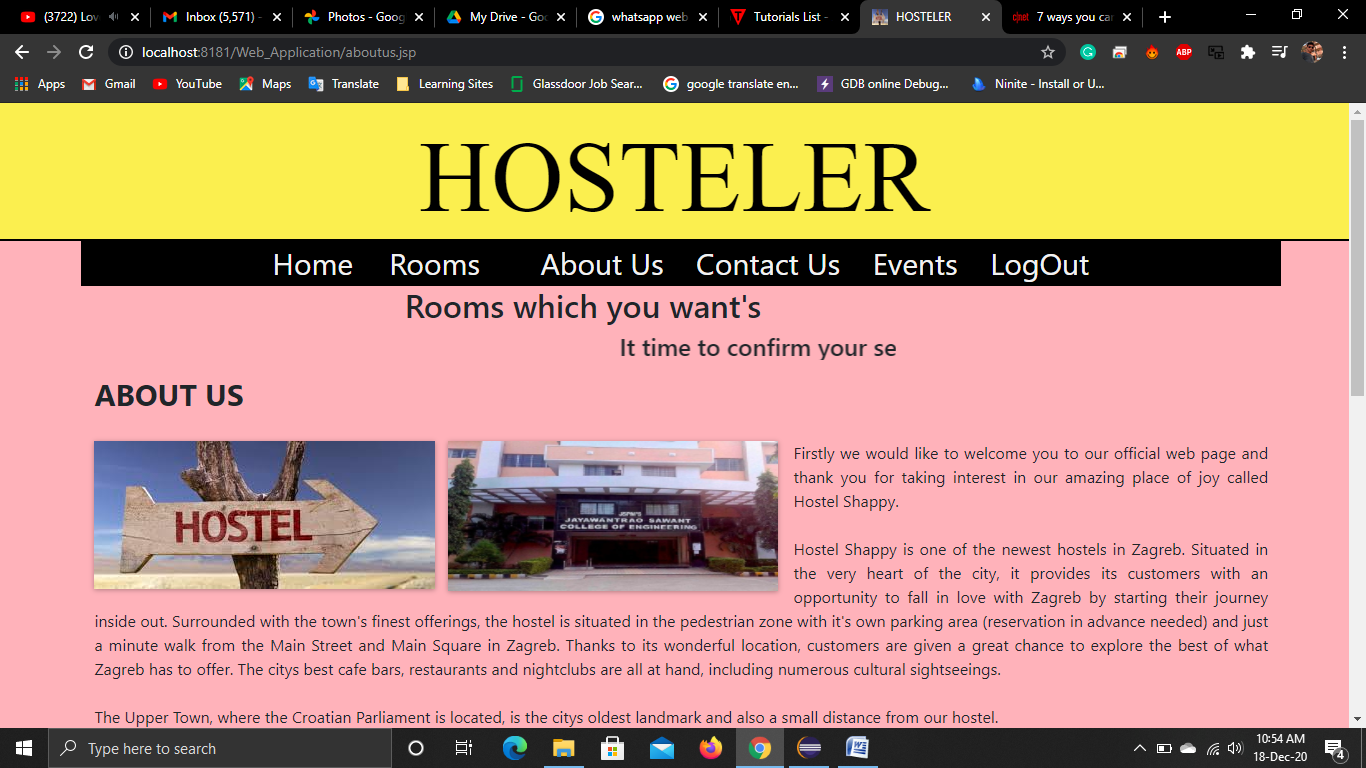 (3722) Lov
Inbox (5,571) -
Photos - Goog
My Drive - Goo
whatsapp web
Tutorials List -
HOSTELER
c|net
7 ways you can
localhost:8181/Web_Application/aboutus.jsp
ABP
Apps
Gmail
YouTube
Maps
Translate
Learning Sites
Glassdoor Job Sear...
google translate en...
GDB online Debug...
Ninite - Install or U...
HOSTELER
Home Rooms About Us Contact Us Events LogOut
Rooms which you want's
It time to confirm your se
ABOUT US
HOSTEL
JSPM'S
JAYAWANTRAO SAWANT
COLLEGE OF ENGINEERING
Firstly we would like to welcome you to our official web page and
thank you for taking interest in our amazing place of joy called
Hostel Shappy.
Hostel Shappy is one of the newest hostels in Zagreb. Situated in
the very heart of the city, it provides its customers with an
opportunity to fall in love with Zagreb by starting their journey
inside out. Surrounded with the town's finest offerings, the hostel is situated in the pedestrian zone with it's own parking area (reservation in advance needed) and just
a minute walk from the Main Street and Main Square in Zagreb. Thanks to its wonderful location, customers are given a great chance to explore the best of what
Zagreb has to offer. The citys best cafe bars, restaurants and nightclubs are all at hand, including numerous cultural sightseeings.
The Upper Town, where the Croatian Parliament is located, is the citys oldest landmark and also a small distance from our hostel.
Type here to search
10:54 AM
18-Dec-20
4